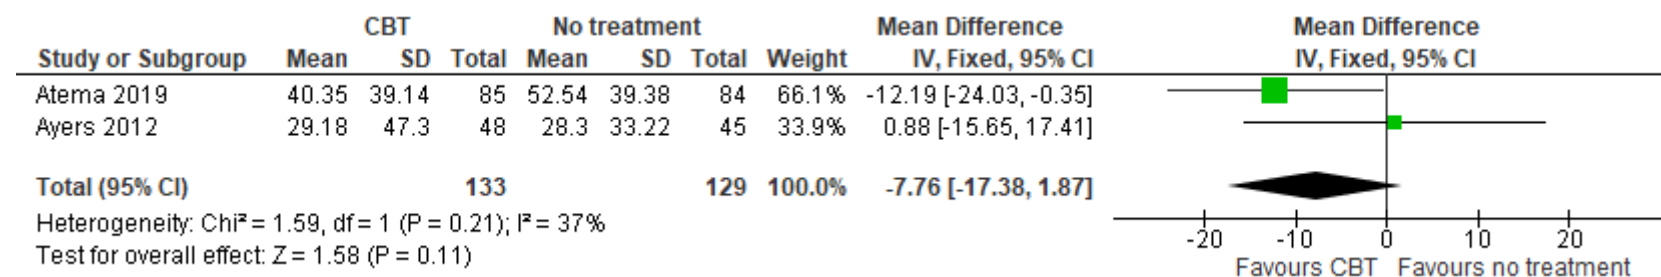 CBT No treatment Mean Difference Mean Difference
Study or Subgroup Mean SD Total Mean SD Total Weight IV, Fixed, 95% CI IV, Fixed, 95% CI
Atema 2019 40.35 39.14 85 52.54 39.38 84 66.1% -12.19 [-24.03, -0.35]
Ayers 2012 29.18 47.3 48 28.3 33.22 45 33.9% 0.88 [-15.65, 17.41]
Total (95% CI) 133 129 100.0% -7.76 [-17.38, 1.87]
Heterogeneity: Chi² = 1.59, df = 1 (P = 0.21); I² = 37%
Test for overall effect: Z = 1.58 (P = 0.11)
-20 -10 0 10 20
Favours CBT Favours no treatment